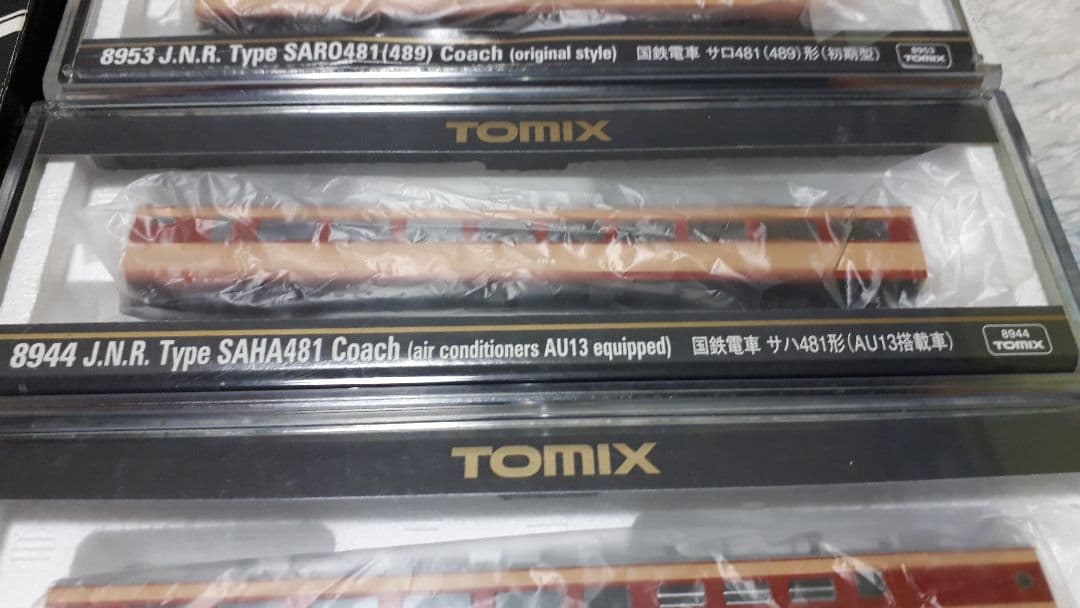 8953 J.N.R. Type SARO481(489) Coach (original style) 国鉄電車 サロ481(489)形(初期型) 8953 TOMIX
TOMIX
8944 J.N.R. Type SAHA481 Coach (air conditioners AU13 equipped) 国鉄電車 サハ481形(AU13搭載車) 8944 TOMIX
TOMIX